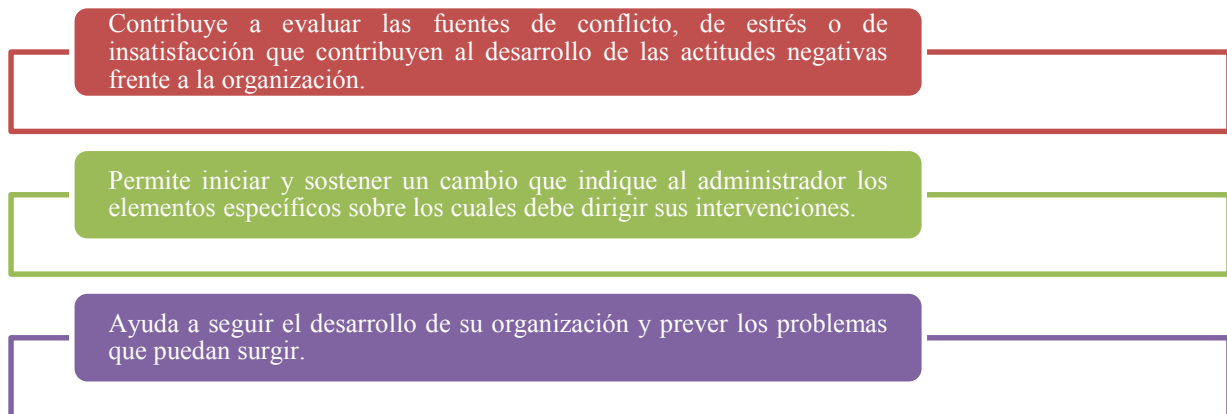 Contribuye a evaluar las fuentes de conflicto, de estrés o de
insatisfacción que contribuyen al desarrollo de las actitudes negativas
frente a la organización.
Permite iniciar y sostener un cambio que indique al administrador los
elementos específicos sobre los cuales debe dirigir sus intervenciones.
Ayuda a seguir el desarrollo de su organización y prever los problemas
que puedan surgir.